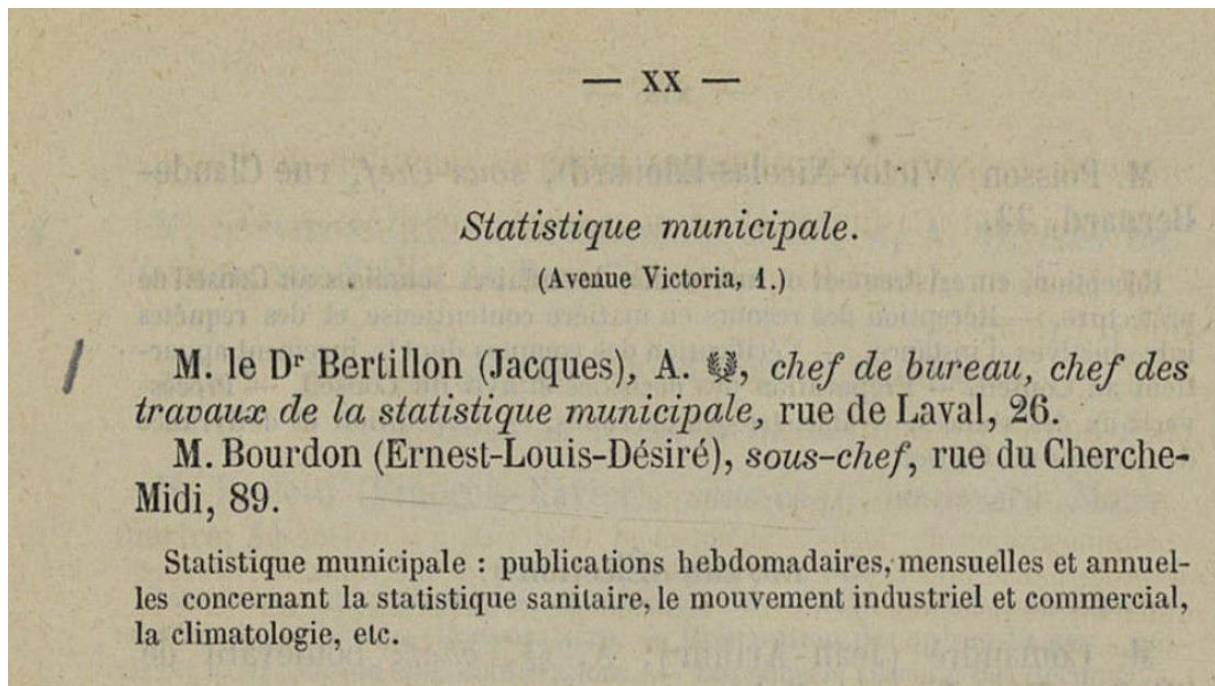 — XX —
Statistique municipale.
(Avenue Victoria, 1.)
M. le Dr Bertillon (Jacques), A. , chef de bureau, chef des
travaux de la statistique municipale, rue de Laval, 26.
M. Bourdon (Ernest-Louis-Désiré), sous-chef, rue du Cherche-
Midi, 89.
Statistique municipale : publications hebdomadaires, mensuelles et annuel-
les concernant la statistique sanitaire, le mouvement industriel et commercial,
la climatologie, etc.